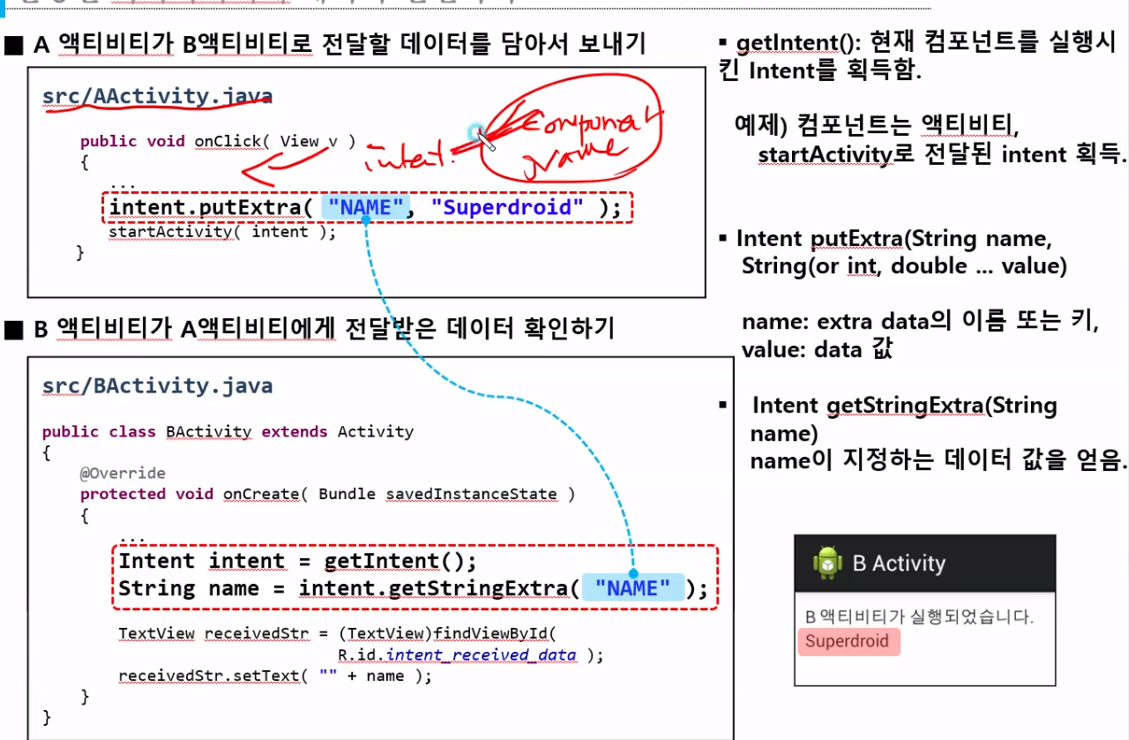 ■ A 액티비티가 B액티비티로 전달할 데이터를 담아서 보내기
src/AActivity.java
public void onClick( View v )
{
...
intent.putExtra( "NAME", "Superdroid" );
startActivity( intent );
}
intent.
Component
Name
■ B 액티비티가 A액티비티에게 전달받은 데이터 확인하기
src/BActivity.java
public class BActivity extends Activity
{
@Override
protected void onCreate( Bundle savedInstanceState )
{
...
Intent intent = getIntent();
String name = intent.getStringExtra( "NAME" );
TextView receivedStr = (TextView)findViewById(
R.id.intent_received_data );
receivedStr.setText( "" + name );
}
}
▪ getIntent(): 현재 컴포넌트를 실행시
킨 Intent를 획득함.
예제) 컴포넌트는 액티비티,
startActivity로 전달된 intent 획득.
▪ Intent putExtra(String name,
String(or int, double ... value)
name: extra data의 이름 또는 키,
value: data 값
▪ Intent getStringExtra(String
name)
name이 지정하는 데이터 값을 얻음.
B Activity
B 액티비티가 실행되었습니다.
Superdroid